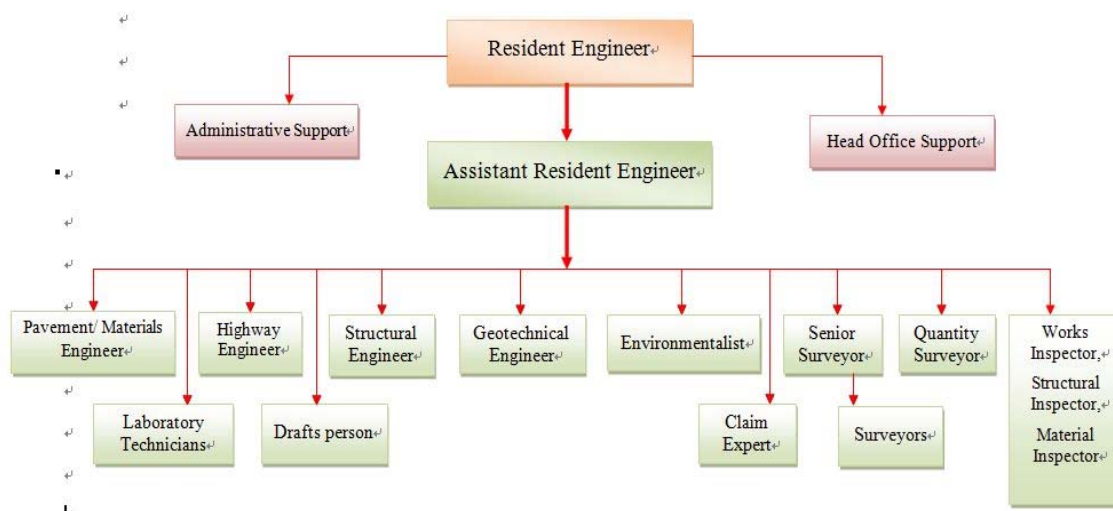 Resident Engineer
Administrative Support
Head Office Support
Assistant Resident Engineer
Pavement/ Materials
Engineer
Highway
Engineer
Structural
Engineer
Geotechnical
Engineer
Environmentalist
Senior
Surveyor
Quantity
Surveyor
Works
Inspector,
Structural
Inspector,
Material
Inspector
Laboratory
Technicians
Drafts person
Claim
Expert
Surveyors